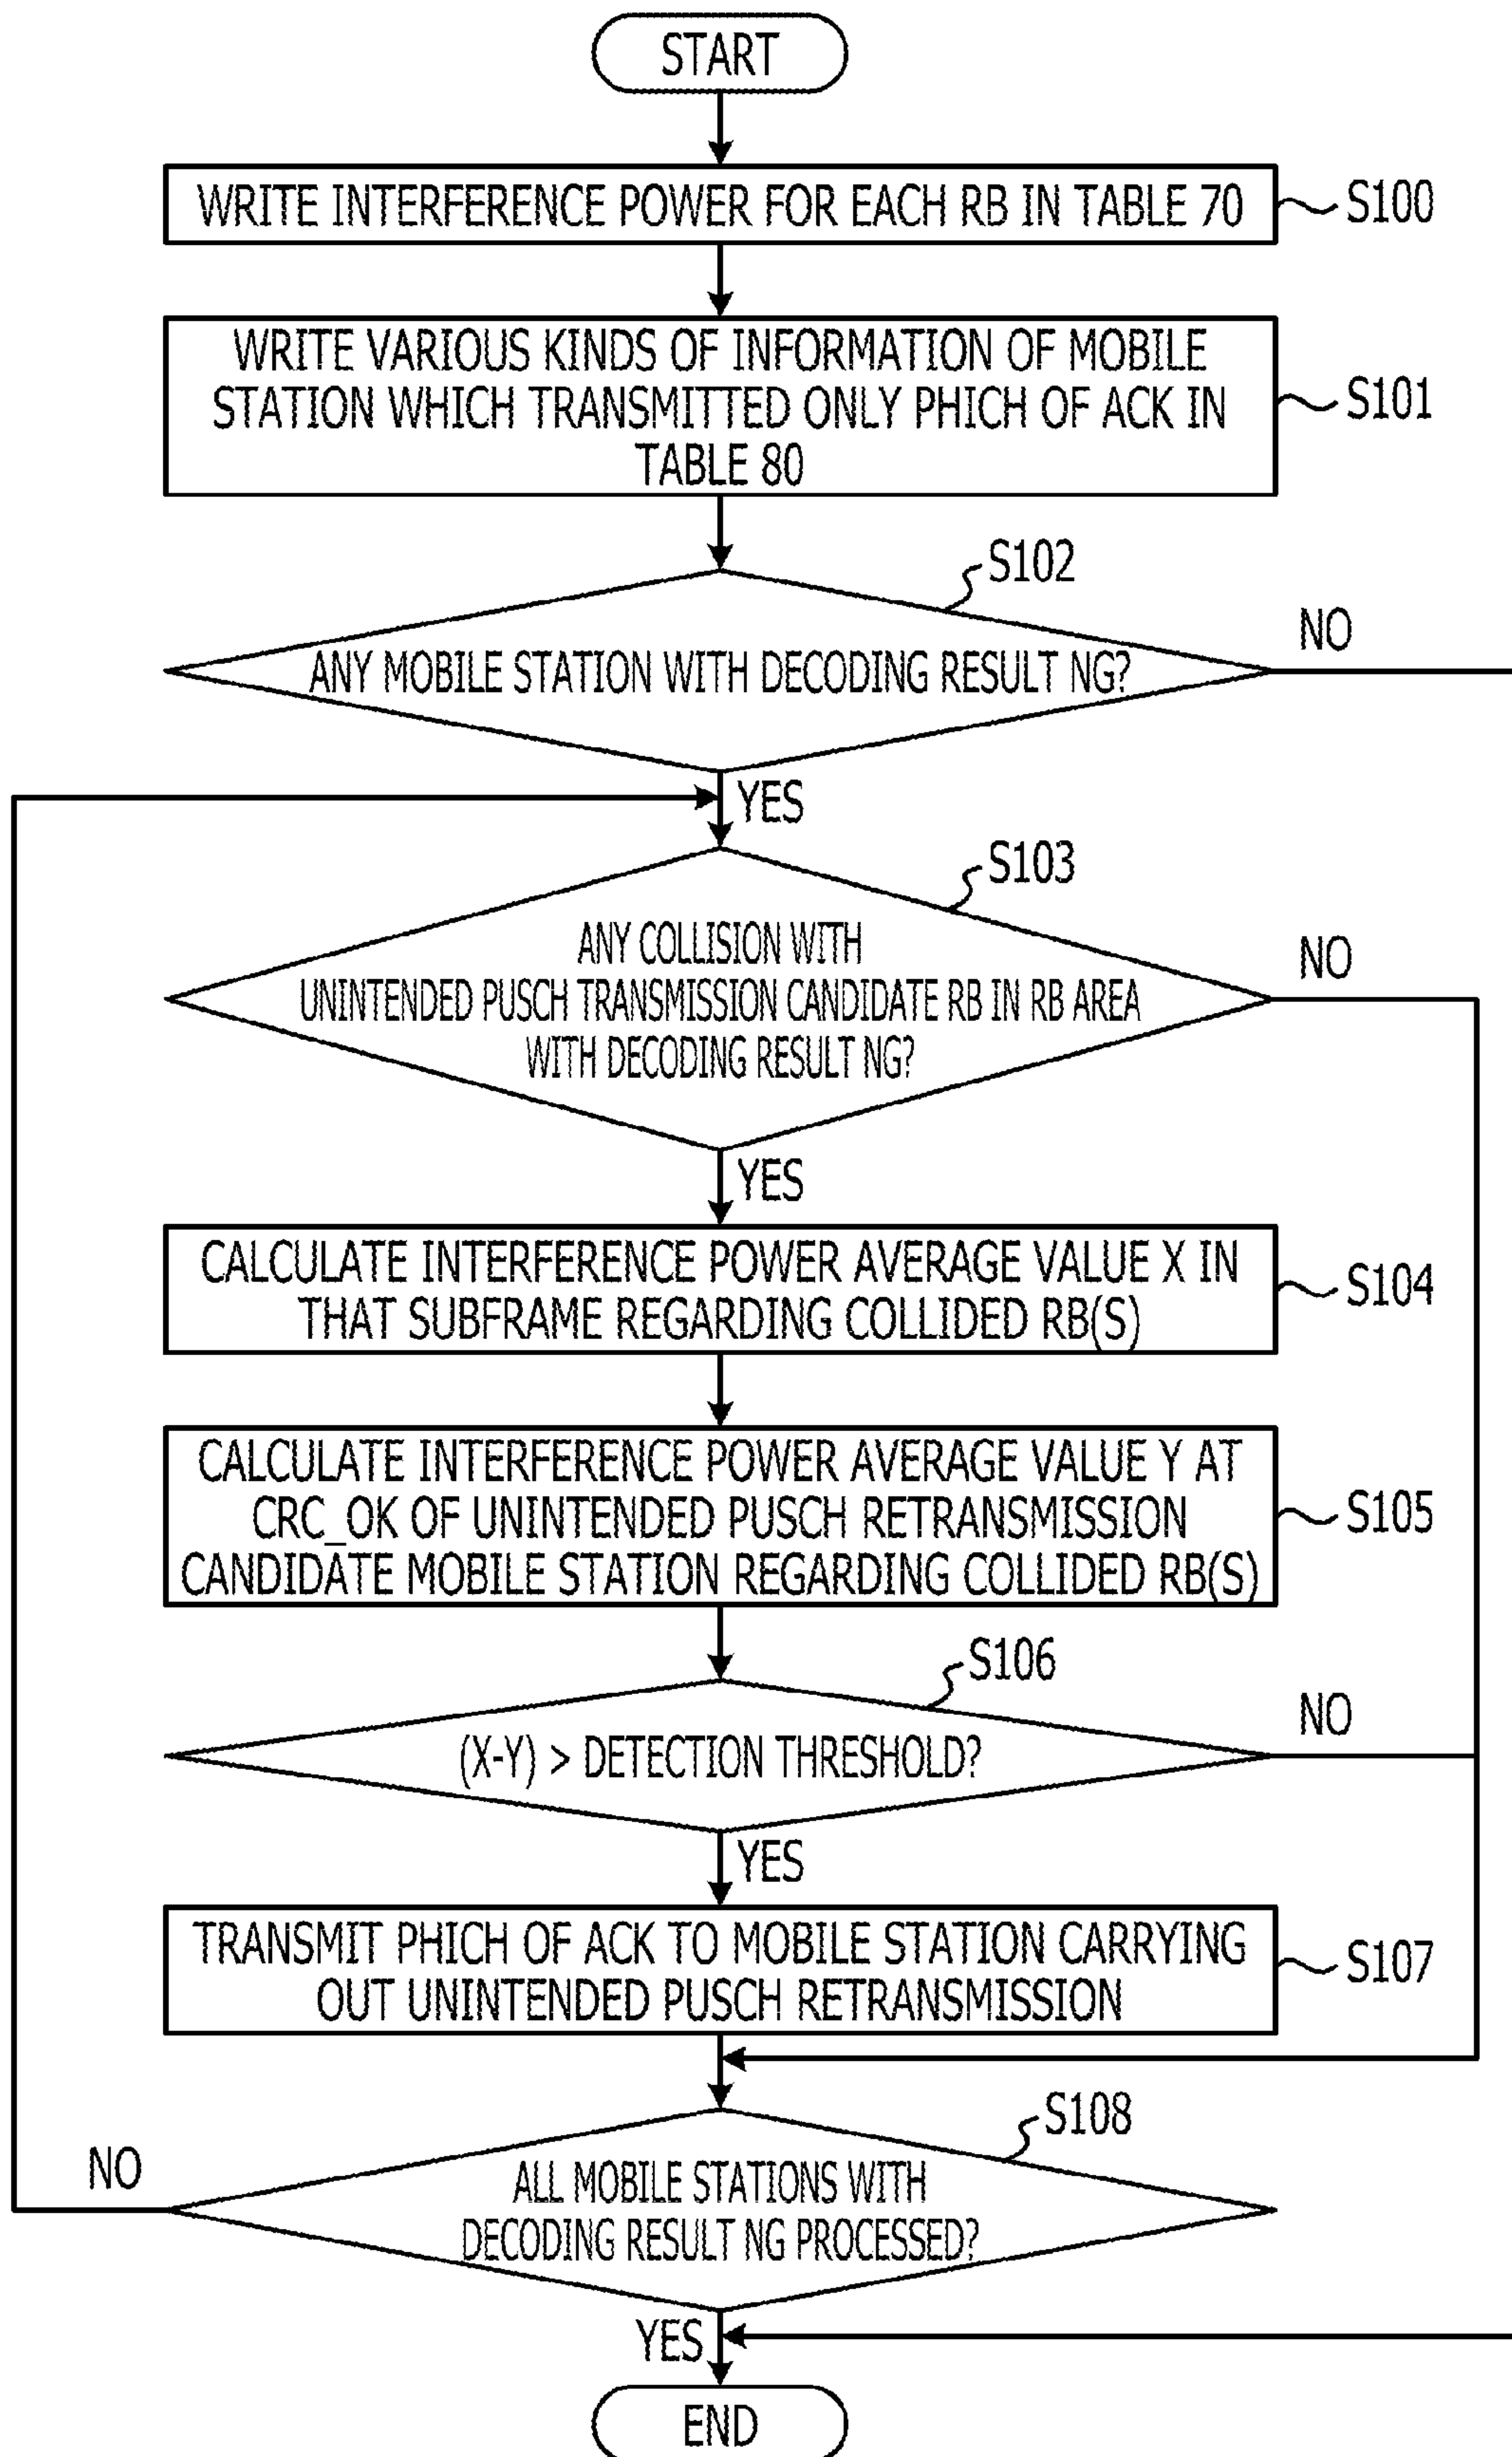 START
WRITE INTERFERENCE POWER FOR EACH RB IN TABLE 70
S100
WRITE VARIOUS KINDS OF INFORMATION OF MOBILE
STATION WHICH TRANSMITTED ONLY PHICH OF ACK IN
TABLE 80
S101
S102
ANY MOBILE STATION WITH DECODING RESULT NG?
NO
YES
S103
ANY COLLISION WITH
UNINTENDED PUSCH TRANSMISSION CANDIDATE RB IN RB AREA
WITH DECODING RESULT NG?
NO
YES
CALCULATE INTERFERENCE POWER AVERAGE VALUE X IN
THAT SUBFRAME REGARDING COLLIDED RB(S)
S104
CALCULATE INTERFERENCE POWER AVERAGE VALUE Y AT
CRC_OK OF UNINTENDED PUSCH RETRANSMISSION
CANDIDATE MOBILE STATION REGARDING COLLIDED RB(S)
S105
S106
(X-Y) > DETECTION THRESHOLD?
NO
YES
TRANSMIT PHICH OF ACK TO MOBILE STATION CARRYING
OUT UNINTENDED PUSCH RETRANSMISSION
S107
S108
ALL MOBILE STATIONS WITH
DECODING RESULT NG PROCESSED?
NO
YES
END